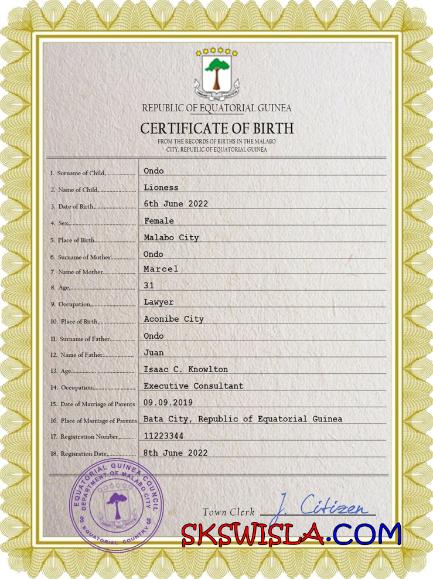 REPUBLIC OF EQUATORIAL GUINEA
CERTIFICATE OF BIRTH
FROM THE RECORDS OF BIRTHS IN THE MALABO
CITY, REPUBLIC OF EQUATORIAL GUINEA
1. Surname of Child Ondo
2. Name of Child Lioness
3. Date of Birth 6th June 2022
4. Sex Female
5. Place of Birth Malabo City
6. Surname of Mother Ondo
7. Name of Mother Marcel
8. Age 31
9. Occupation Lawyer
10. Place of Birth Aconibe City
11. Surname of Father Ondo
12. Name of Father Juan
13. Age Isaac C. Knowlton
14. Occupation Executive Consultant
15. Date of Marriage of Parents 09.09.2019
16. Place of Marriage of Parents Bata City, Republic of Equatorial Guinea
17. Registration Number 11223344
18. Registration Date 8th June 2022
EQUATORIAL GUINEA COUNCIL
DEPARTMENT OF MALABO CITY
EQUATORIAL COUNTRY
Town Clerk J. Citizen
SKSWISLA.COM